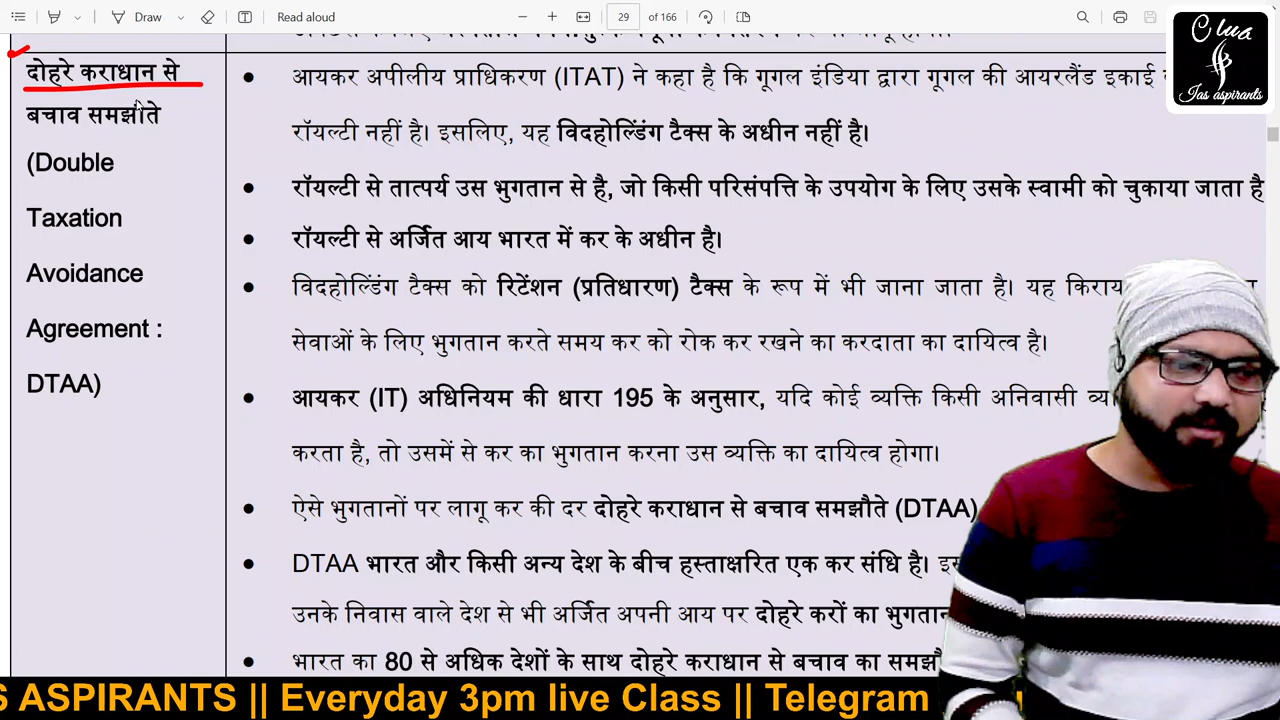 Draw
Read aloud
29 of 166
Clua
Ias aspirants
दोहरे कराधान से
बचाव समझौते
(Double
Taxation
Avoidance
Agreement :
DTAA)
आयकर अपीलीय प्राधिकरण (ITAT) ने कहा है कि गूगल इंडिया द्वारा गूगल की आयरलैंड इकाई
रॉयल्टी नहीं है। इसलिए, यह विदहोल्डिंग टैक्स के अधीन नहीं है।
रॉयल्टी से तात्पर्य उस भुगतान से है, जो किसी परिसंपत्ति के उपयोग के लिए उसके स्वामी को चुकाया जाता है
रॉयल्टी से अर्जित आय भारत में कर के अधीन है।
विदहोल्डिंग टैक्स को रिटेंशन (प्रतिधारण) टैक्स के रूप में भी जाना जाता है। यह
सेवाओं के लिए भुगतान करते समय कर को रोक कर रखने का करदाता का दायित्व है।
आयकर (IT) अधिनियम की धारा 195 के अनुसार, यदि कोई व्यक्ति किसी अनिवासी
करता है, तो उसमें से कर का भुगतान करना उस व्यक्ति का दायित्व होगा।
ऐसे भुगतानों पर लागू कर की दर दोहरे कराधान से बचाव समझौते (DTAA)
DTAA भारत और किसी अन्य देश के बीच हस्ताक्षरित एक कर संधि है।
उनके निवास वाले देश से भी अर्जित अपनी आय पर दोहरे करों का भुगतान
भारत का 80 से अधिक देशों के साथ दोहरे कराधान से बचाव का
S ASPIRANTS || Everyday 3pm live Class || Telegram